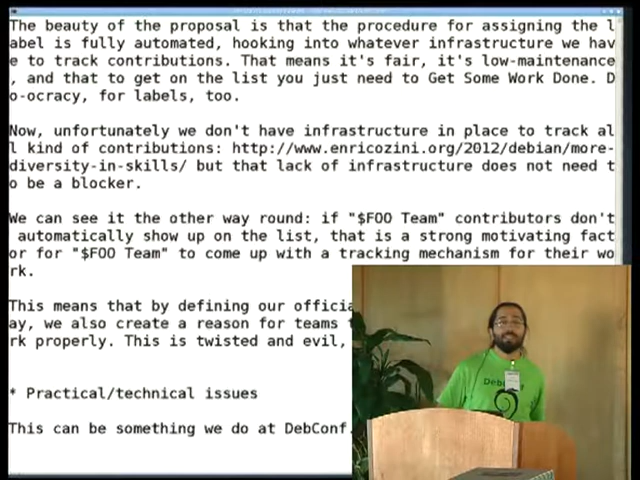 The beauty of the proposal is that the procedure for assigning the l
abel is fully automated, hooking into whatever infrastructure we hav
e to track contributions. That means it's fair, it's low-maintenance
, and that to get on the list you just need to Get Some Work Done. D
o-ocracy, for labels, too.
Now, unfortunately we don't have infrastructure in place to track al
l kind of contributions: http://www.enricozini.org/2012/debian/more-
diversity-in-skills/ but that lack of infrastructure does not need t
o be a blocker.
We can see it the other way round: if "$FOO Team" contributors don't
automatically show up on the list, that is a strong motivating fact
or for "$FOO Team" to come up with a tracking mechanism for their wo
rk.
This means that by defining our officia
ay, we also create a reason for teams
rk properly. This is twisted and evil,
* Practical/technical issues
This can be something we do at DebConf.
Deb